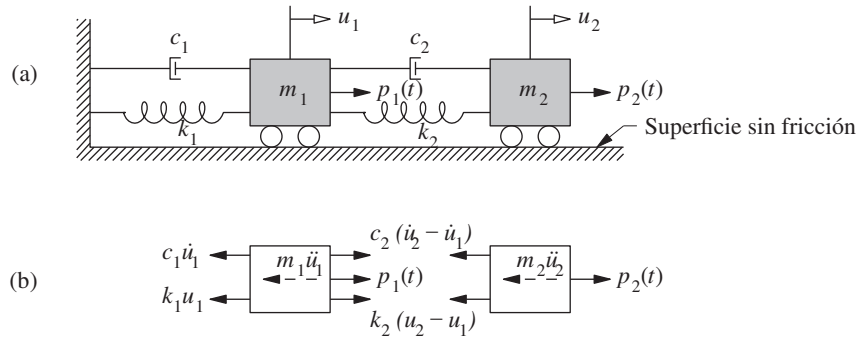 u₁ u₂
c₁ c₂
(a) m₁ p₁(t) m₂ p₂(t)
k₁ k₂ Superficie sin fricción
c₁u̇₁ c₂ (u̇₂ − u̇₁)
(b) m₁ü₁ p₁(t) m₂ü₂ p₂(t)
k₁u₁ k₂ (u₂ − u₁)